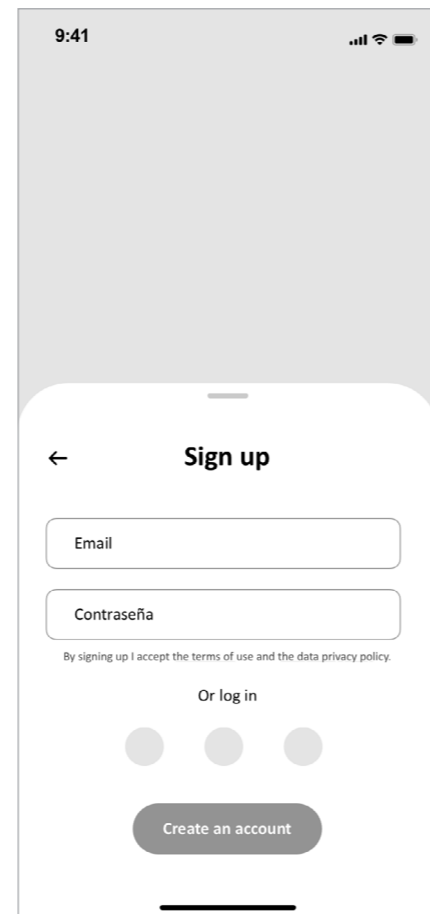 9:41
Sign up
Email
Contraseña
By signing up I accept the terms of use and the data privacy policy.
Or log in
Create an account